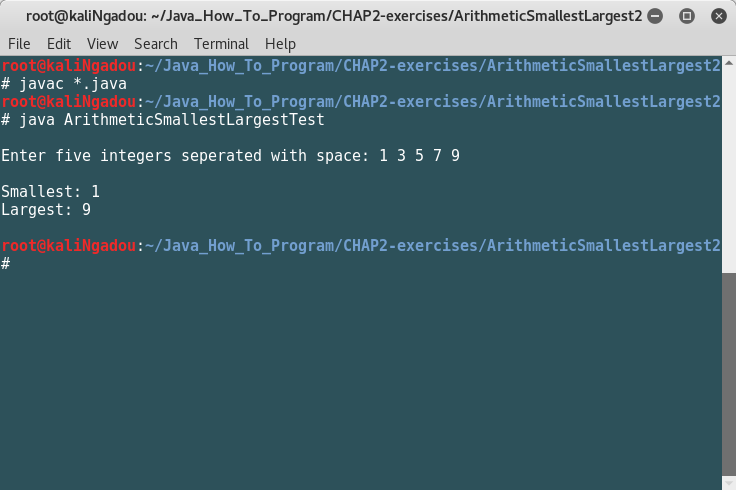 root@kaliNgadou: ~/Java_How_To_Program/CHAP2-exercises/ArithmeticSmallestLargest2
File Edit View Search Terminal Help
root@kaliNgadou:~/Java_How_To_Program/CHAP2-exercises/ArithmeticSmallestLargest2
# javac *.java
root@kaliNgadou:~/Java_How_To_Program/CHAP2-exercises/ArithmeticSmallestLargest2
# java ArithmeticSmallestLargestTest
Enter five integers seperated with space: 1 3 5 7 9
Smallest: 1
Largest: 9
root@kaliNgadou:~/Java_How_To_Program/CHAP2-exercises/ArithmeticSmallestLargest2
#